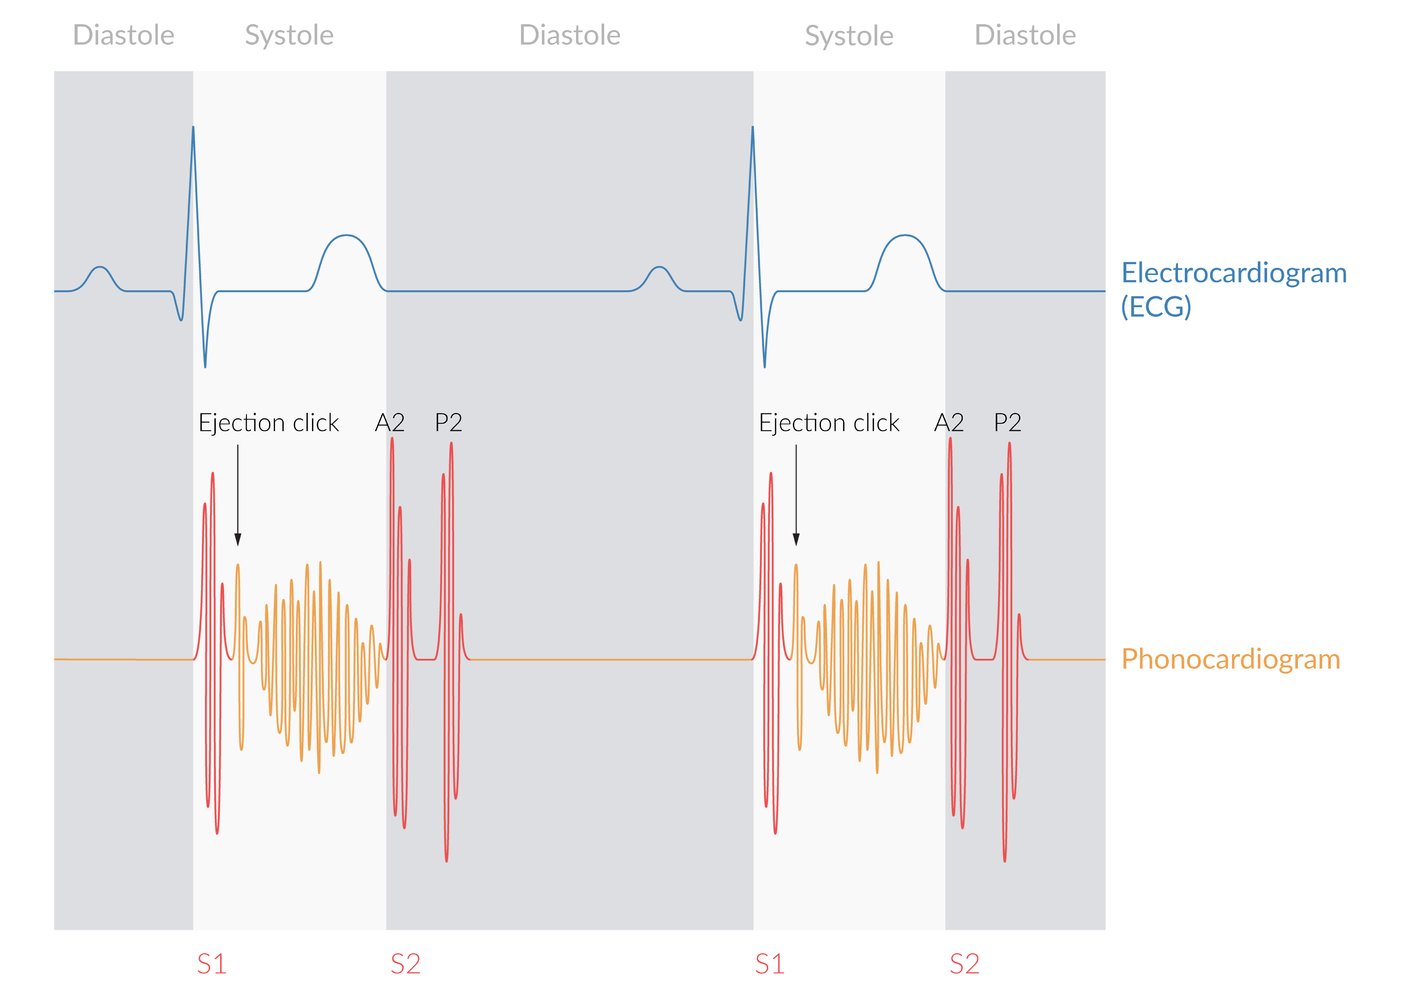 Diastole
Systole
Diastole
Systole
Diastole
Electrocardiogram
(ECG)
Ejection click
A2
P2
Ejection click
A2
P2
Phonocardiogram
S1
S2
S1
S2